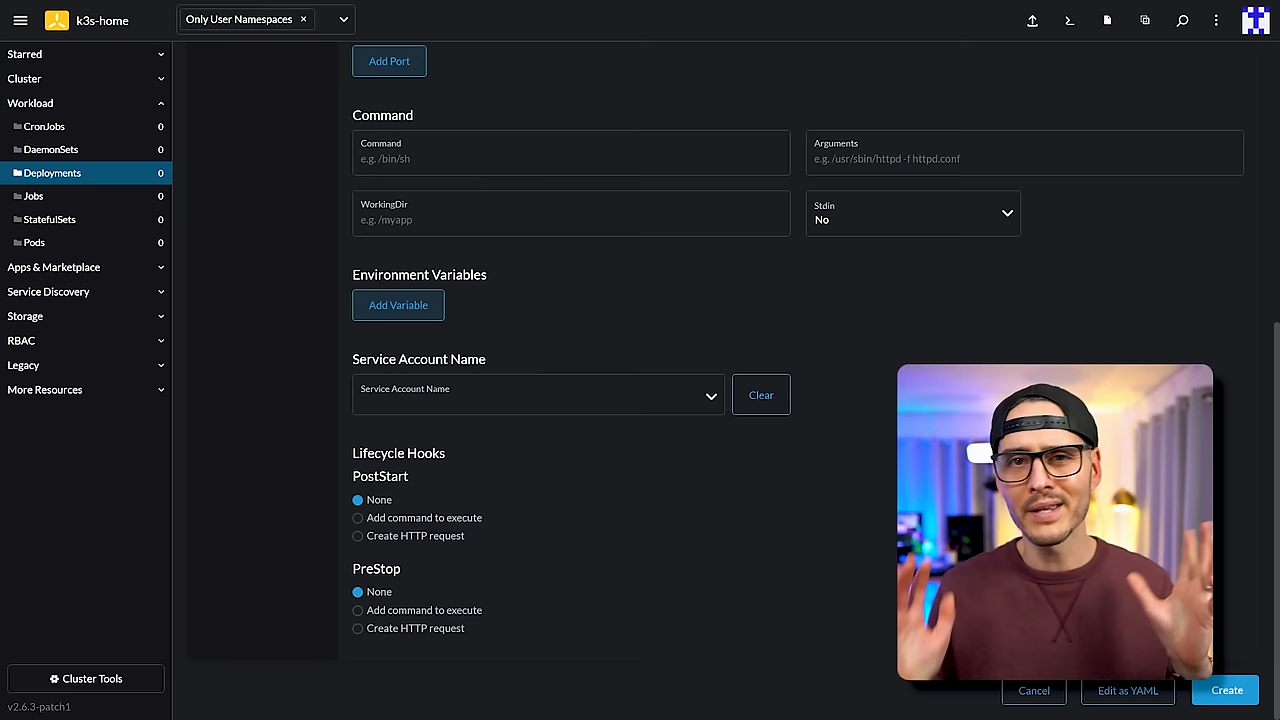 k3s-home
Only User Namespaces ×
Starred
Cluster
Workload
CronJobs 0
DaemonSets 0
Deployments 0
Jobs 0
StatefulSets 0
Pods 0
Apps & Marketplace
Service Discovery
Storage
RBAC
Legacy
More Resources
Cluster Tools
v2.6.3-patch1
Add Port
Command
Command
e.g. /bin/sh
Arguments
e.g. /usr/sbin/httpd -f httpd.conf
WorkingDir
e.g. /myapp
Stdin
No
Environment Variables
Add Variable
Service Account Name
Service Account Name
Clear
Lifecycle Hooks
PostStart
None
Add command to execute
Create HTTP request
PreStop
None
Add command to execute
Create HTTP request
Cancel
Edit as YAML
Create